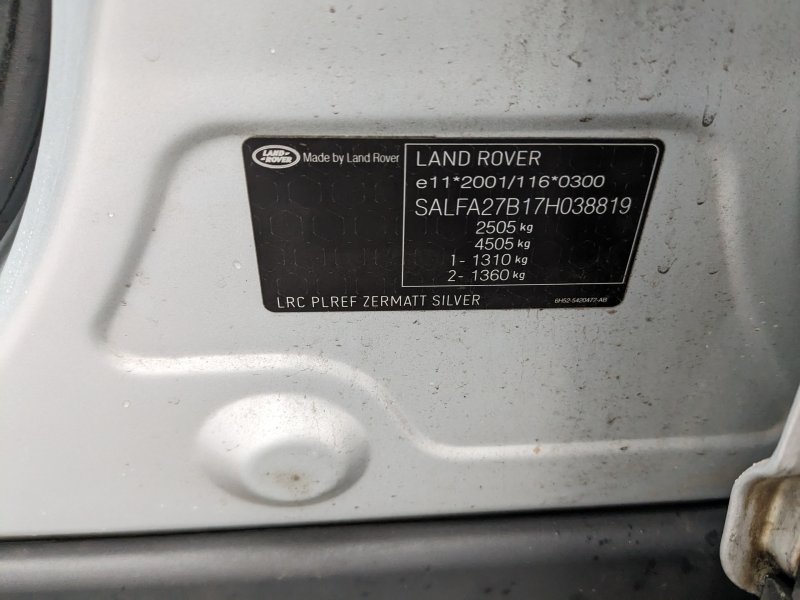 LAND-
-ROVER
Made by Land Rover
LAND ROVER
e11*2001/116*0300
SALFA27B17H038819
2505 kg
4505 kg
1- 1310 kg
2- 1360 kg
LRC PLREF ZERMATT SILVER
6H52-5420472-AB